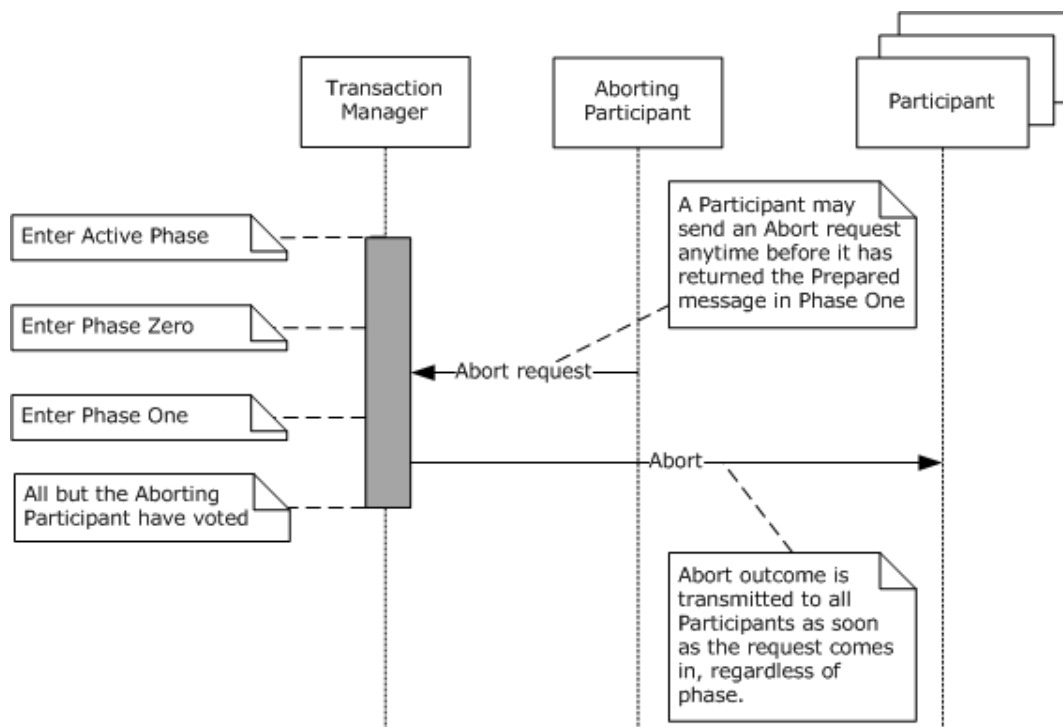 Transaction
Manager
Aborting
Participant
Participant
A Participant may
send an Abort request
anytime before it has
returned the Prepared
message in Phase One
Enter Active Phase
Enter Phase Zero
Abort request
Enter Phase One
Abort
All but the Aborting
Participant have voted
Abort outcome is
transmitted to all
Participants as soon
as the request comes
in, regardless of
phase.